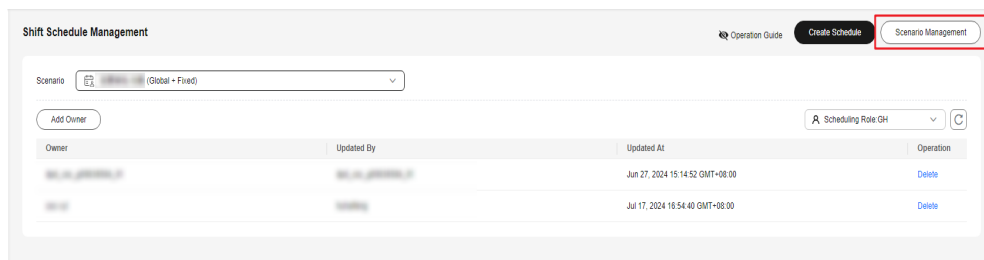 Shift Schedule Management
Operation Guide
Create Schedule
Scenario Management
Scenario
(Global + Fixed)
Add Owner
Scheduling Role:GH
Owner Updated By Updated At Operation
Jun 27, 2024 15:14:52 GMT+08:00 Delete
Jul 17, 2024 16:54:40 GMT+08:00 Delete